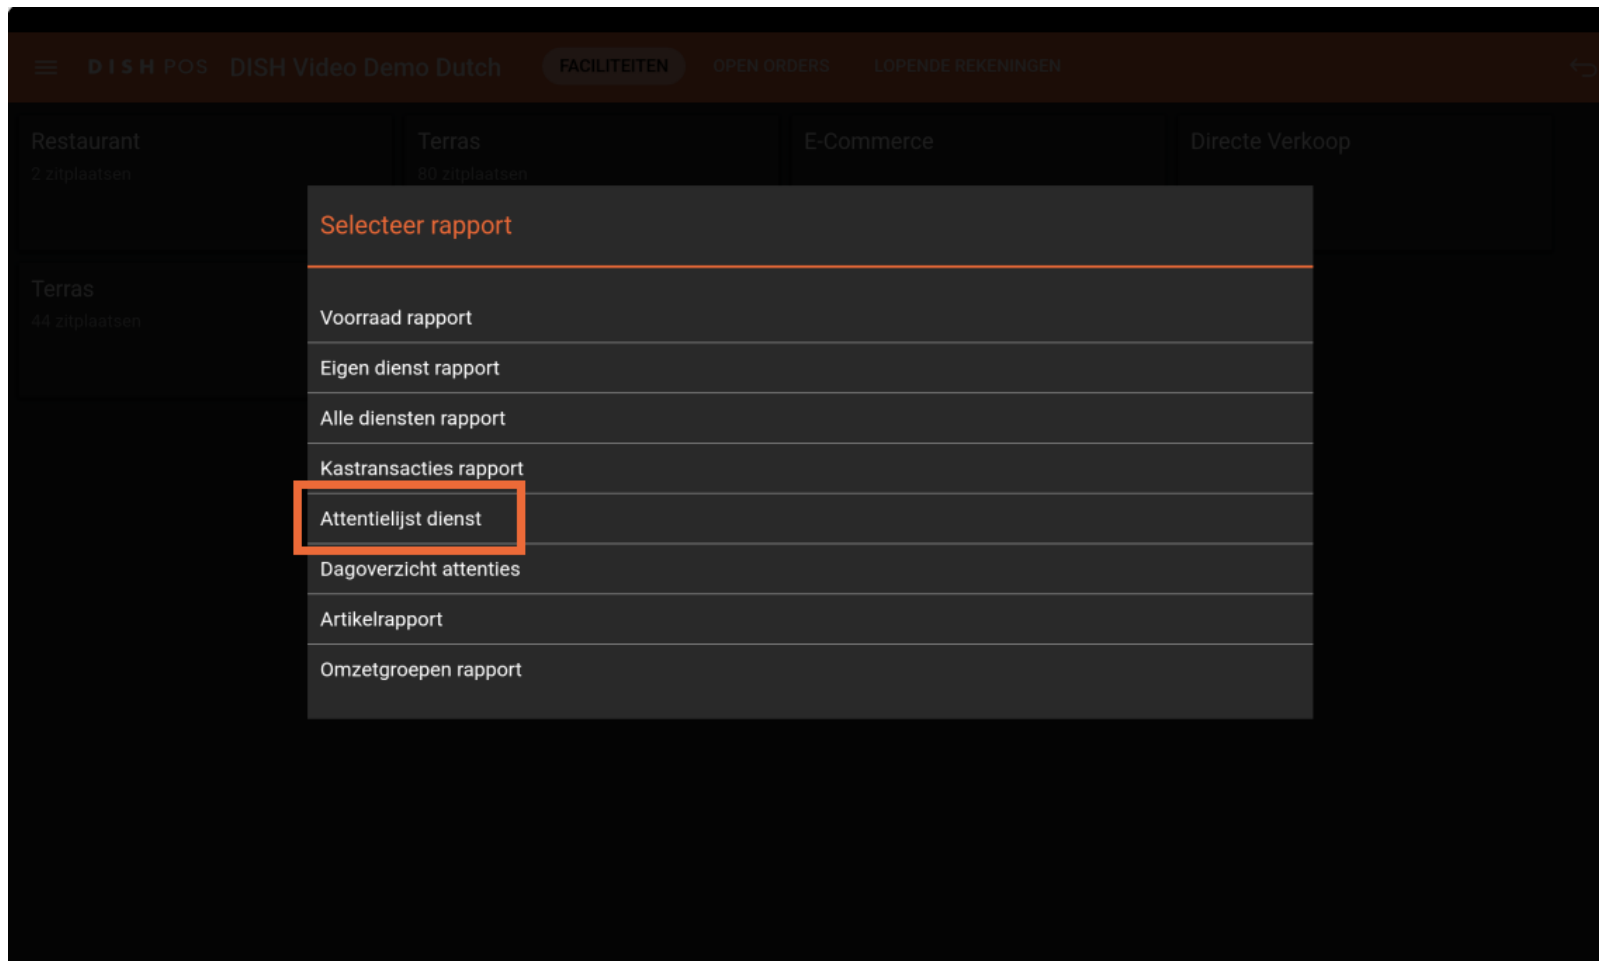 DISH POS DISH Video Demo Dutch FACILITEITEN OPEN ORDERS LOPENDE REKENINGEN
Restaurant Terras E-Commerce Directe Verkoop
2 zitplaatsen 80 zitplaatsen
Selecteer rapport
Terras
44 zitplaatsen
Voorraad rapport
Eigen dienst rapport
Alle diensten rapport
Kastransacties rapport
Attentielijst dienst
Dagoverzicht attenties
Artikelrapport
Omzetgroepen rapport